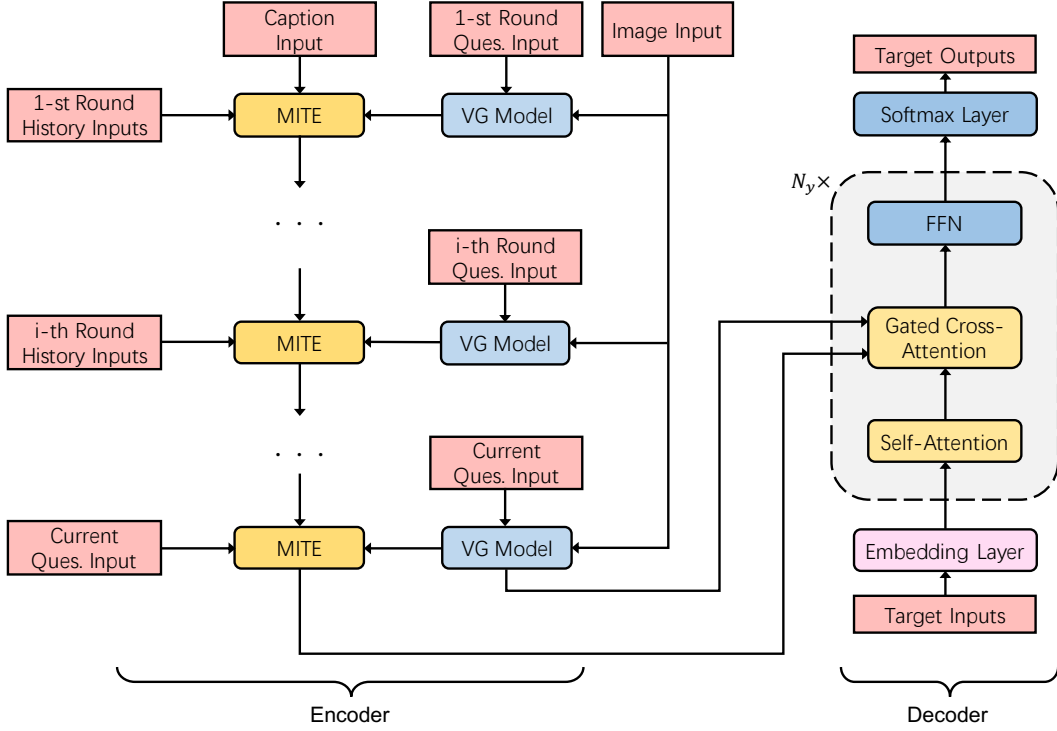 Caption
Input
1-st Round
Ques. Input
Image Input
1-st Round
History Inputs
MITE
VG Model
. . .
i-th Round
Ques. Input
i-th Round
History Inputs
MITE
VG Model
. . .
Current
Ques. Input
Current
Ques. Input
MITE
VG Model
Encoder
Target Outputs
Softmax Layer
N_y×
FFN
Gated Cross-
Attention
Self-Attention
Embedding Layer
Target Inputs
Decoder